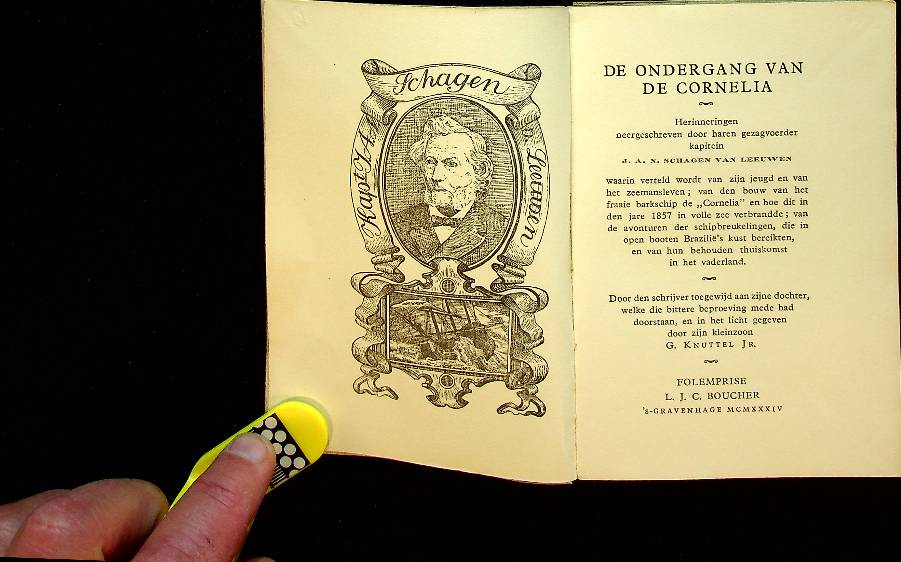 Schagen
Kapt. J. A. N.
Leeuwen
DE ONDERGANG VAN
DE CORNELIA
Herinneringen
neergeschreven door haren gezagvoerder
kapitein
J. A. N. SCHAGEN VAN LEEUWEN
waarin verteld wordt van zijn jeugd en van
het zeemansleven; van den bouw van het
fraaie barkschip de „Cornelia" en hoe dit in
den jare 1857 in volle zee verbrandde; van
de avonturen der schipbreukelingen, die in
open booten Brazilië's kust bereikten,
en van hun behouden thuiskomst
in het vaderland.
Door den schrijver toegewijd aan zijne dochter,
welke die bittere beproeving mede had
doorstaan, en in het licht gegeven
door zijn kleinzoon
G. KNUTTEL JR.
FOLEMPRISE
L. J. C. BOUCHER
'S-GRAVENHAGE MCMXXXIV